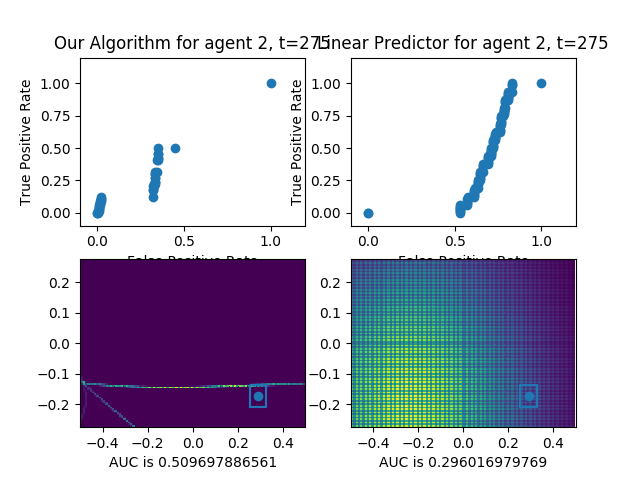 Our Algorithm for agent 2, t=275
Linear Predictor for agent 2, t=275
True Positive Rate
1.00
0.75
0.50
0.25
0.00
0.0 0.5 1.0
False Positive Rate
True Positive Rate
1.00
0.75
0.50
0.25
0.00
0.0 0.5 1.0
False Positive Rate
0.2
0.1
0.0
−0.1
−0.2
−0.4 −0.2 0.0 0.2 0.4
AUC is 0.509697886561
0.2
0.1
0.0
−0.1
−0.2
−0.4 −0.2 0.0 0.2 0.4
AUC is 0.296016979769